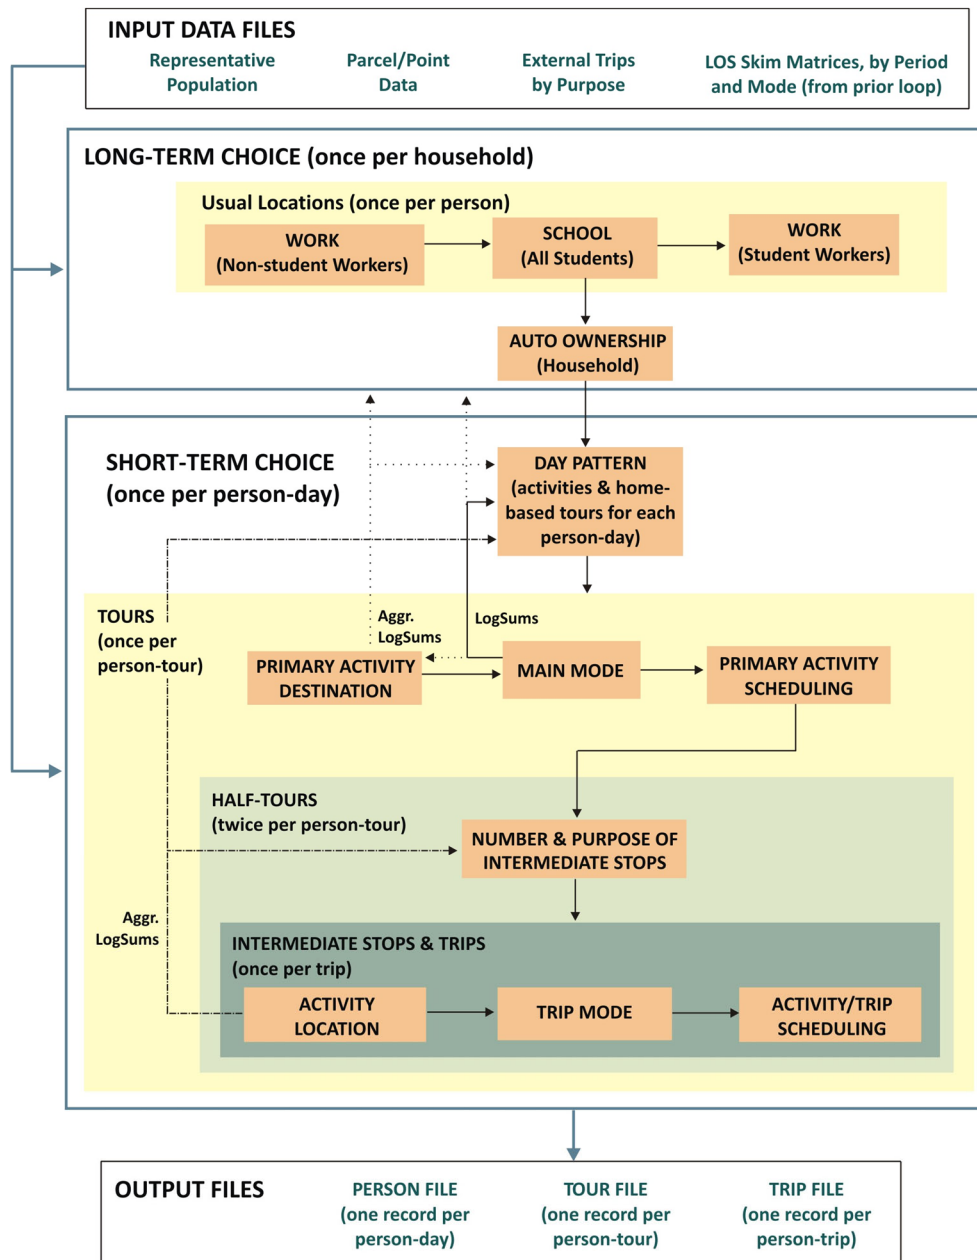 INPUT DATA FILES
Representative
Population
Parcel/Point
Data
External Trips
by Purpose
LOS Skim Matrices, by Period
and Mode (from prior loop)
LONG-TERM CHOICE (once per household)
Usual Locations (once per person)
WORK
(Non-student Workers)
SCHOOL
(All Students)
WORK
(Student Workers)
AUTO OWNERSHIP
(Household)
SHORT-TERM CHOICE
(once per person-day)
DAY PATTERN
(activities & home-
based tours for each
person-day)
TOURS
(once per
person-tour)
Aggr.
LogSums
LogSums
PRIMARY ACTIVITY
DESTINATION
MAIN MODE
PRIMARY ACTIVITY
SCHEDULING
HALF-TOURS
(twice per person-tour)
NUMBER & PURPOSE OF
INTERMEDIATE STOPS
Aggr.
LogSums
INTERMEDIATE STOPS & TRIPS
(once per trip)
ACTIVITY
LOCATION
TRIP MODE
ACTIVITY/TRIP
SCHEDULING
OUTPUT FILES
PERSON FILE
(one record per
person-day)
TOUR FILE
(one record per
person-tour)
TRIP FILE
(one record per
person-trip)